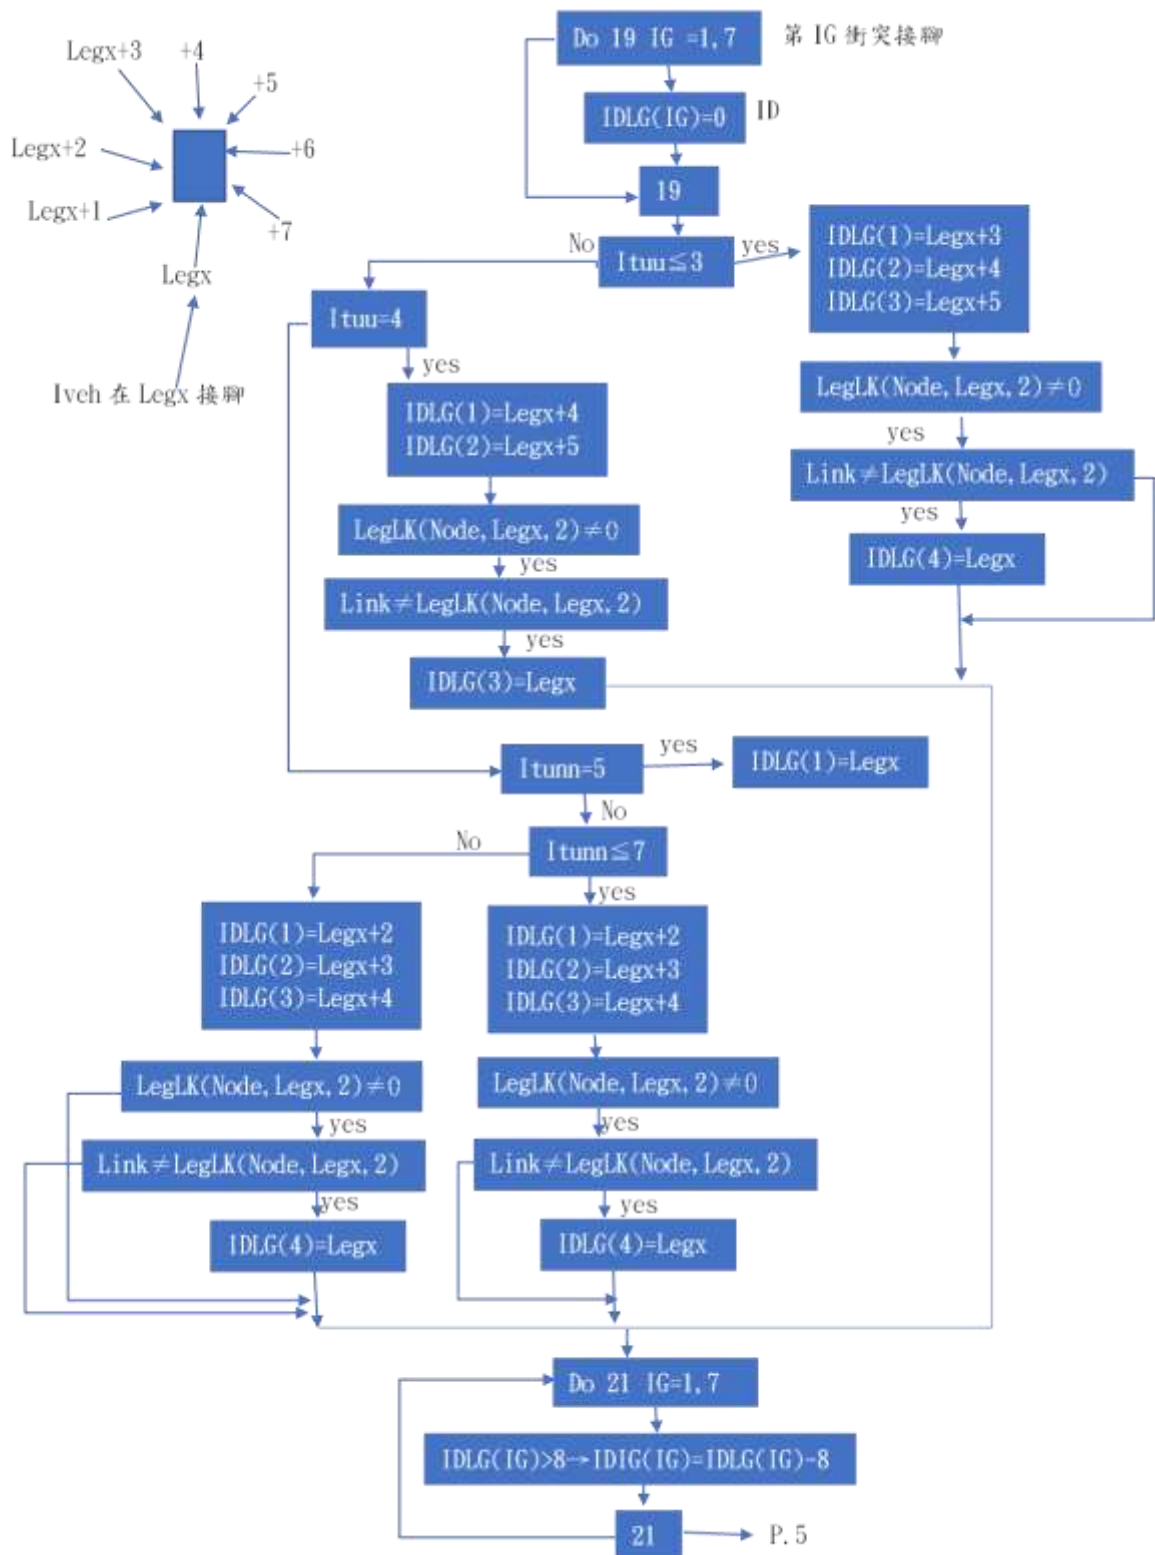 Do 19 IG =1,7
第 IG 衝突接腳
Legx+3
+4
+5
IDLG(IG)=0
ID
Legx+2
+6
19
Legx+1
+7
No
Ituu≦3
yes
IDLG(1)=Legx+3
IDLG(2)=Legx+4
IDLG(3)=Legx+5
Legx
Ituu=4
yes
Iveh 在 Legx 接腳
IDLG(1)=Legx+4
IDLG(2)=Legx+5
LegLK(Node,Legx,2)≠0
yes
Link≠LegLK(Node,Legx,2)
yes
IDLG(4)=Legx
LegLK(Node,Legx,2)≠0
yes
Link≠LegLK(Node,Legx,2)
yes
IDLG(3)=Legx
Itunn=5
yes
IDLG(1)=Legx
No
No
Itunn≦7
yes
IDLG(1)=Legx+2
IDLG(2)=Legx+3
IDLG(3)=Legx+4
IDLG(1)=Legx+2
IDLG(2)=Legx+3
IDLG(3)=Legx+4
LegLK(Node,Legx,2)≠0
yes
Link≠LegLK(Node,Legx,2)
yes
IDLG(4)=Legx
LegLK(Node,Legx,2)≠0
yes
Link≠LegLK(Node,Legx,2)
yes
IDLG(4)=Legx
Do 21 IG=1,7
IDLG(IG)>8→IDIG(IG)=IDLG(IG)-8
21
P.5